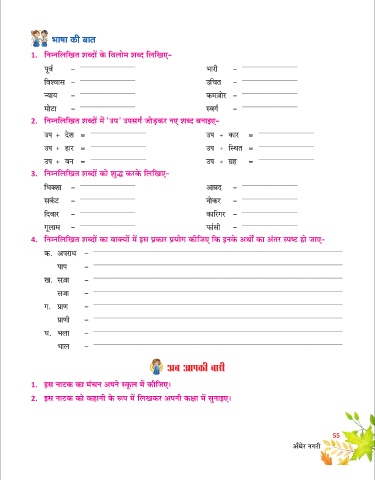 भाषा की बात
1. निम्नलिखित शब्दों के विलोम शब्द लिखिए–
पूर्व – भारी –
विश्वास – उचित –
न्याय – कमज़ोर –
मोटा – स्वर्ग –
2. निम्नलिखित शब्दों में 'उप' उपसर्ग जोड़कर नए शब्द बनाइए–
उप + देश = उप + कार =
उप + हार = उप + स्थित =
उप + वन = उप + ग्रह =
3. निम्नलिखित शब्दों को शुद्ध करके लिखिए–
भिक्शा – आफ़द –
संकट – नोकर –
दिवार – कारिगर –
गुलाम – फांसी –
4. निम्नलिखित शब्दों का वाक्यों में इस प्रकार प्रयोग कीजिए कि इनके अर्थों का अंतर स्पष्ट हो जाए–
क. अपराध –
पाप –
ख. सज़ा –
सजा –
ग. प्राण –
प्राणी –
घ. भला –
भाल –
अब आपकी बारी
1. इस नाटक का मंचन अपने स्कूल में कीजिए।
2. इस नाटक को कहानी के रूप में लिखकर अपनी कक्षा में सुनाइए।
55
अँधेर नगरी